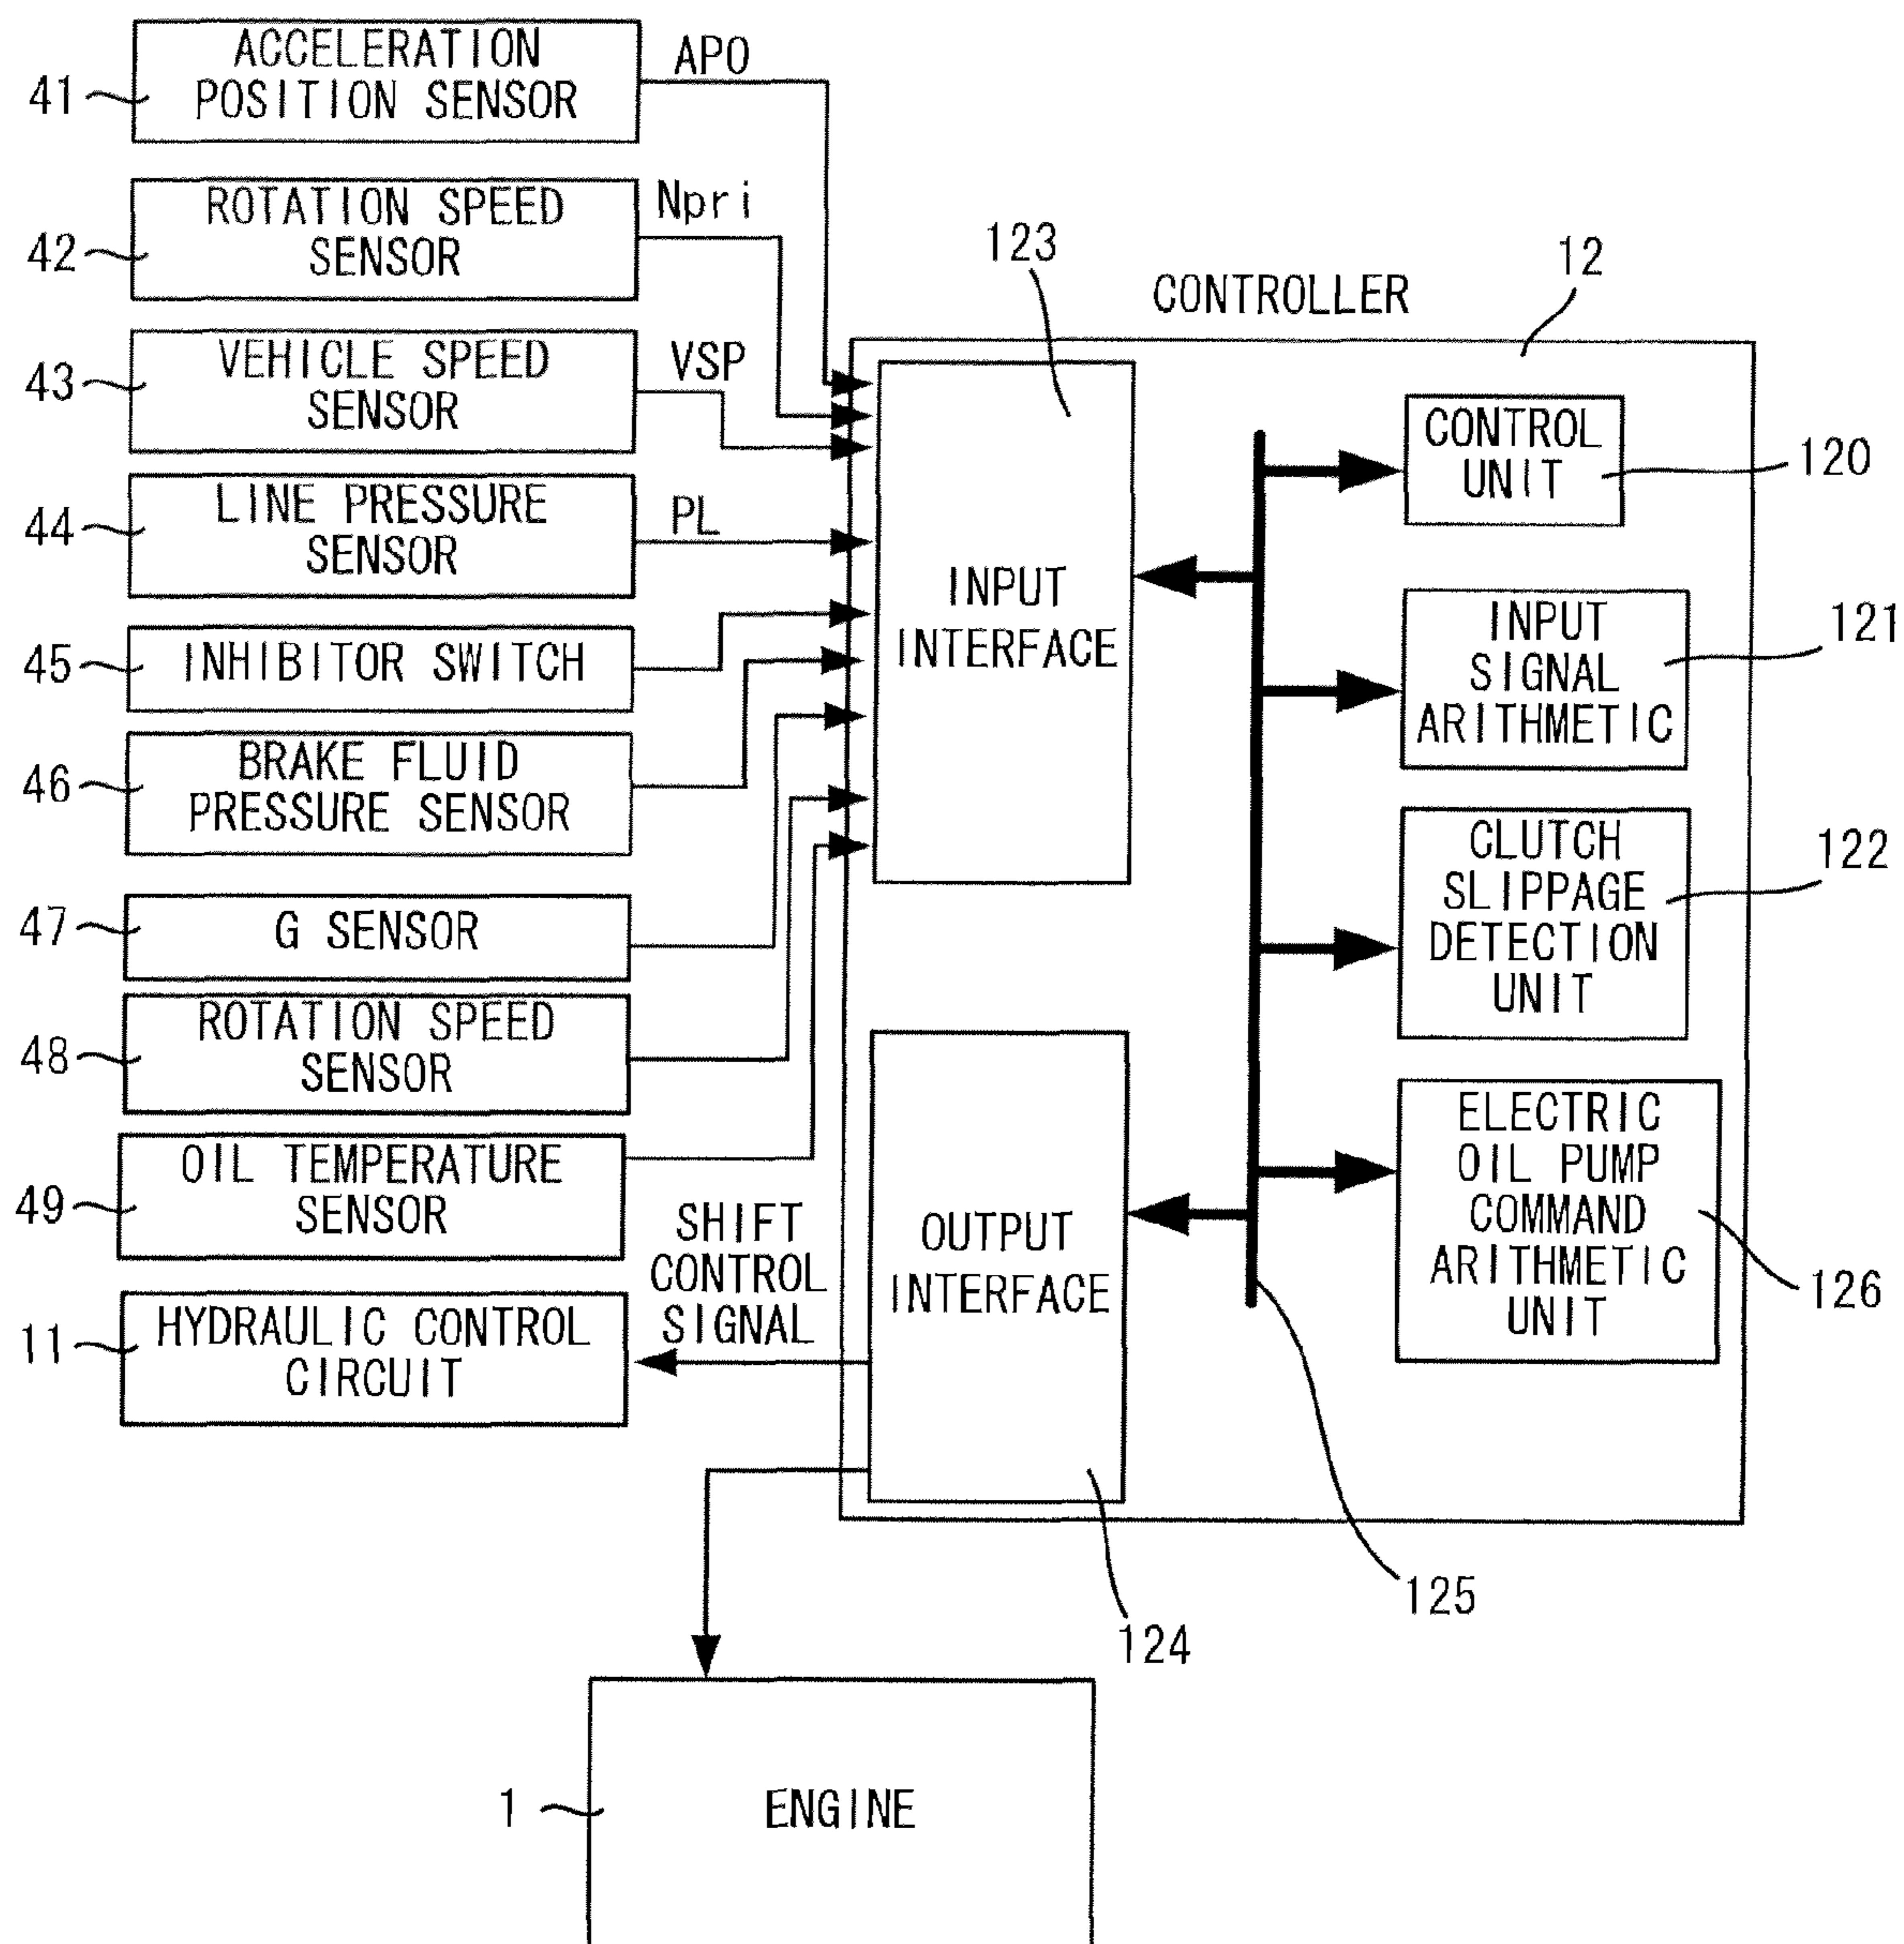 ACCELERATION
POSITION SENSOR
41
APO
ROTATION SPEED
SENSOR
42
Npri
VEHICLE SPEED
SENSOR
43
VSP
LINE PRESSURE
SENSOR
44
PL
INHIBITOR SWITCH
45
BRAKE FLUID
PRESSURE SENSOR
46
G SENSOR
47
ROTATION SPEED
SENSOR
48
OIL TEMPERATURE
SENSOR
49
HYDRAULIC CONTROL
CIRCUIT
11
SHIFT
CONTROL
SIGNAL
CONTROLLER
12
123
INPUT
INTERFACE
OUTPUT
INTERFACE
124
125
CONTROL
UNIT
120
INPUT
SIGNAL
ARITHMETIC
121
CLUTCH
SLIPPAGE
DETECTION
UNIT
122
ELECTRIC
OIL PUMP
COMMAND
ARITHMETIC
UNIT
126
1
ENGINE